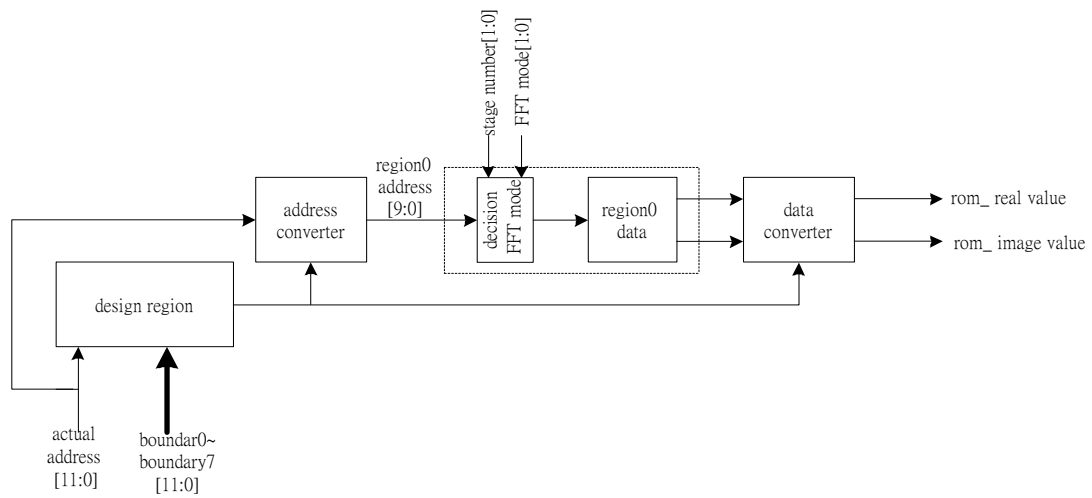 stage number[1:0]
FFT mode[1:0]
region0
address
[9:0]
address
converter
decision
FFT mode
region0
data
data
converter
rom_ real value
rom_ image value
design region
actual
address
[11:0]
boundar0~
boundary7
[11:0]